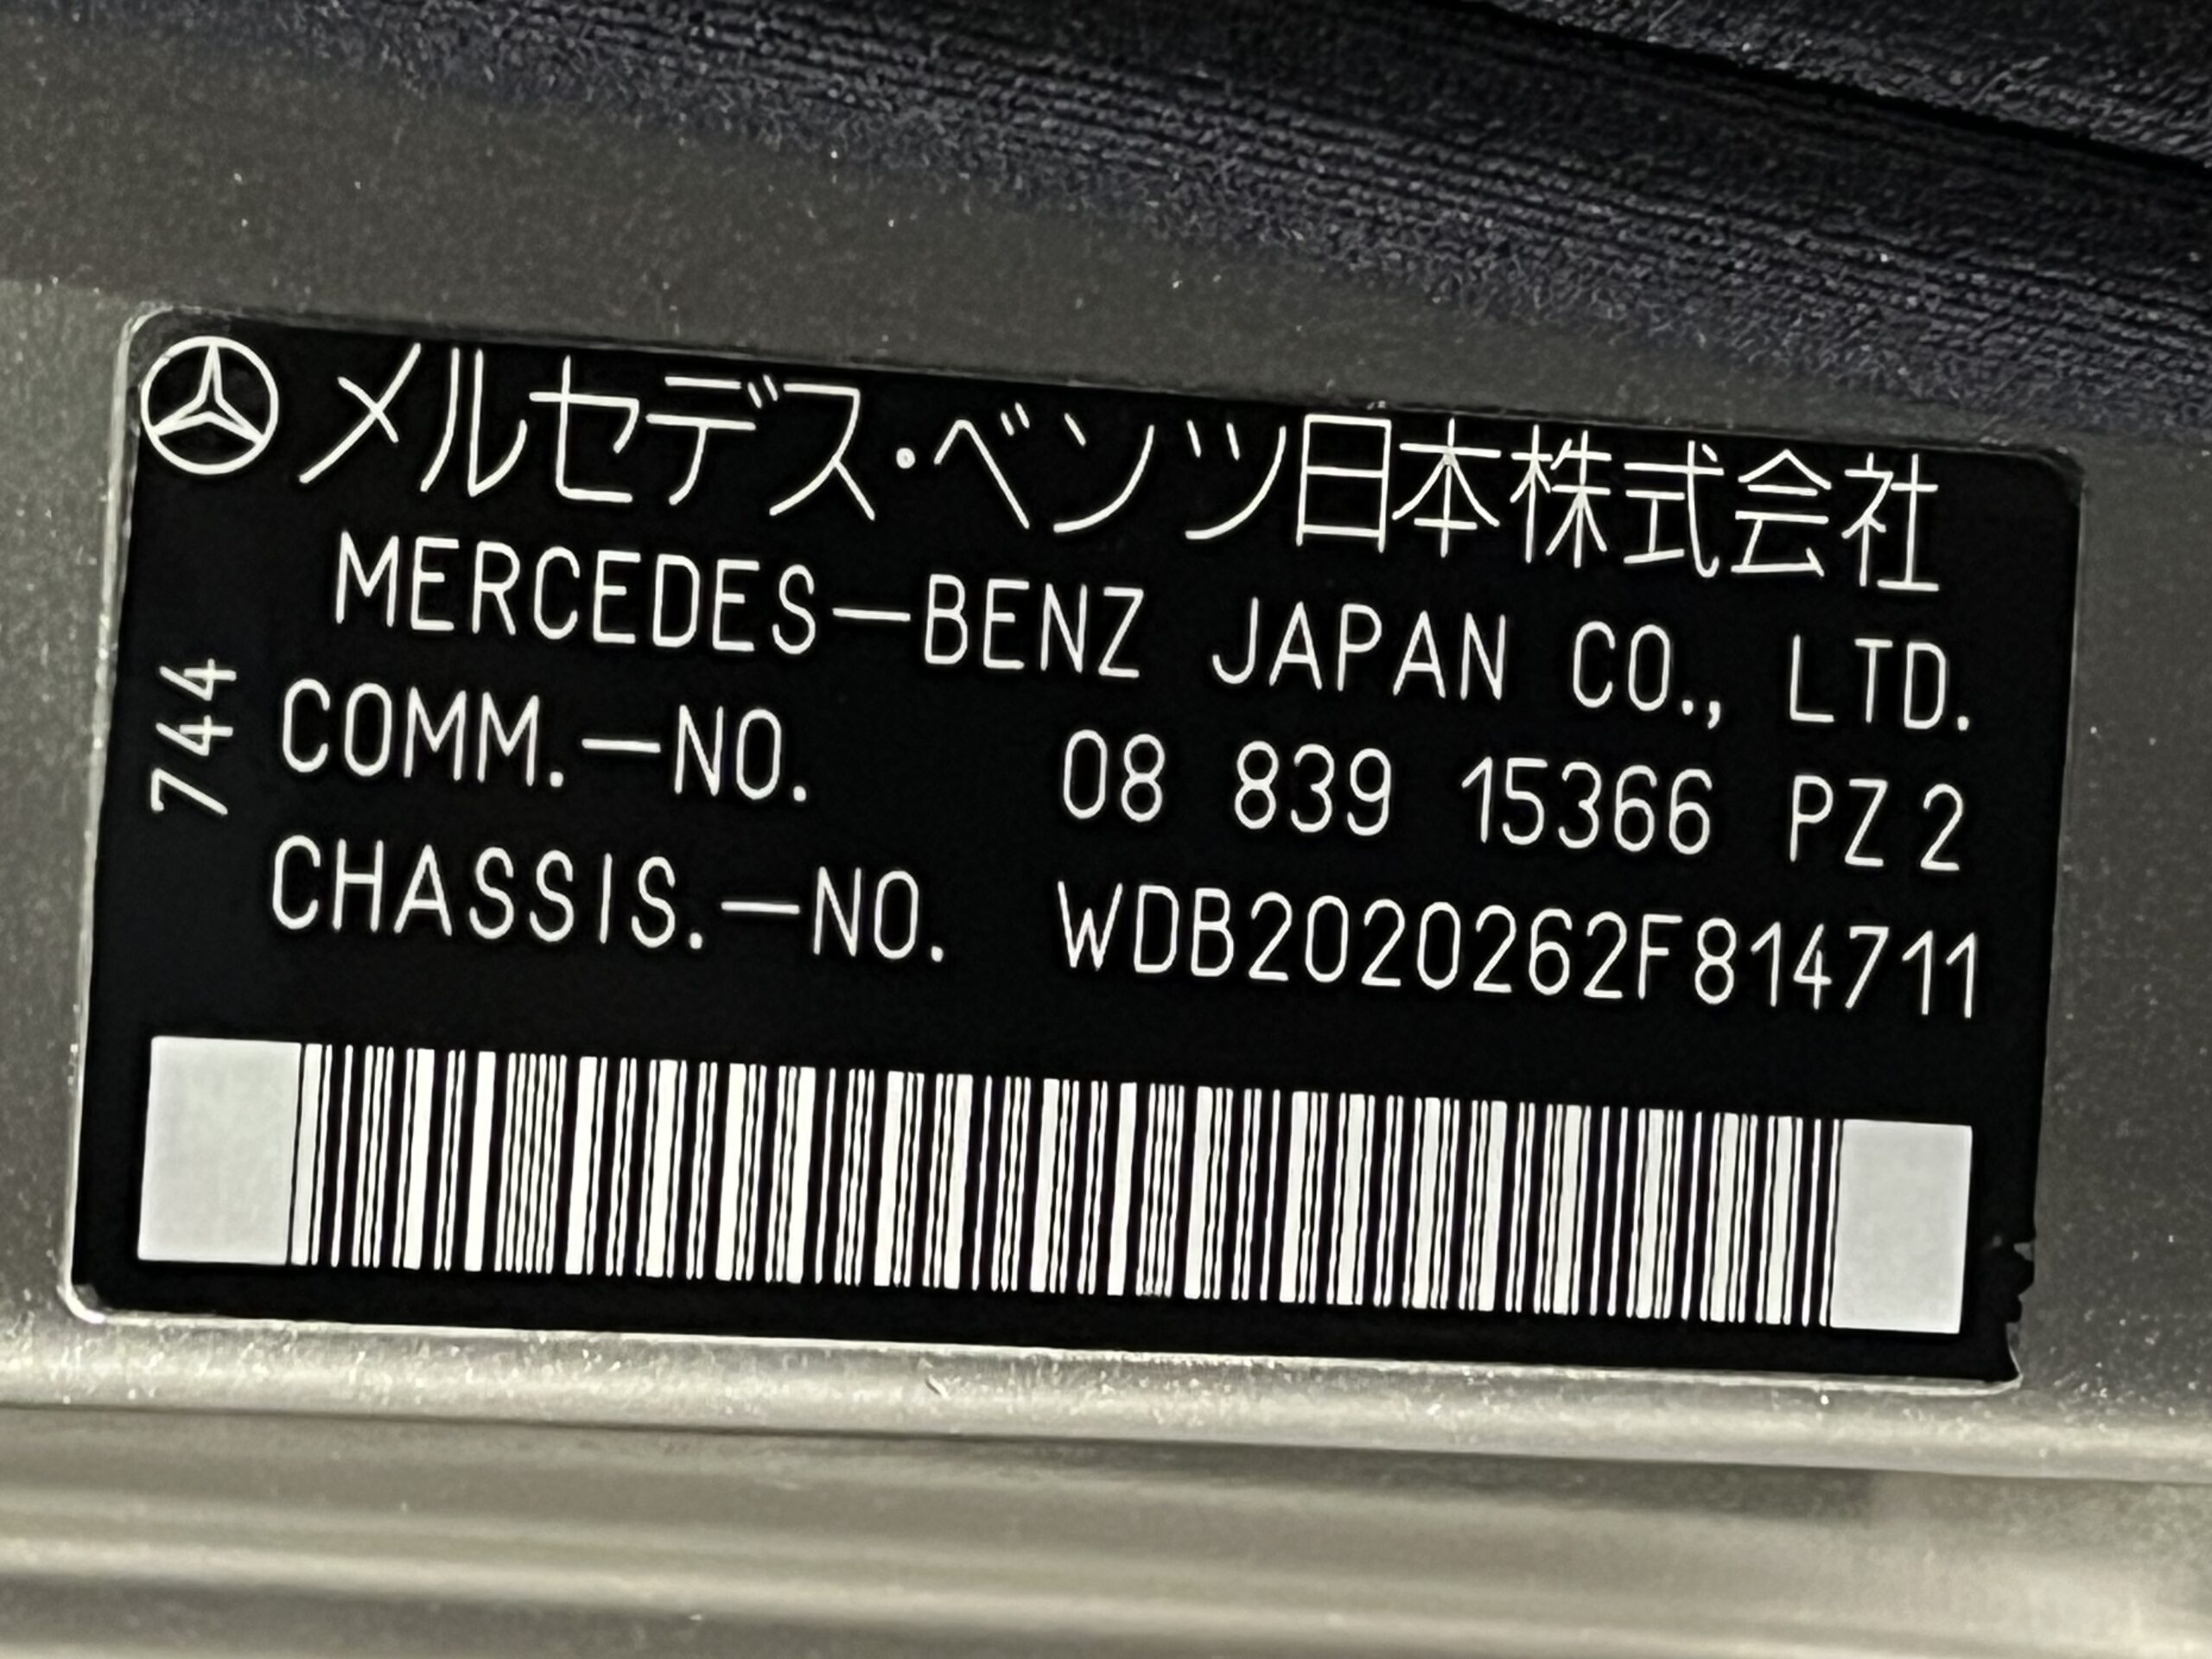 メルセデス・ベンツ日本株式会社
MERCEDES–BENZ JAPAN CO., LTD.
744
COMM.–NO. 08 839 15366 PZ 2
CHASSIS.–NO. WDB2020262F814711